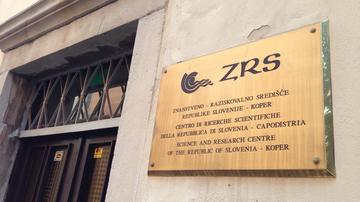 ZRS
ZNANSTVENO - RAZISKOVALNO SREDIŠČE
REPUBLIKE SLOVENIJE - KOPER
CENTRO DI RICERCHE SCIENTIFICHE
DELLA REPUBBLICA DI SLOVENIA - CAPODISTRIA
SCIENCE AND RESEARCH CENTRE
OF THE REPUBLIC OF SLOVENIA - KOPER